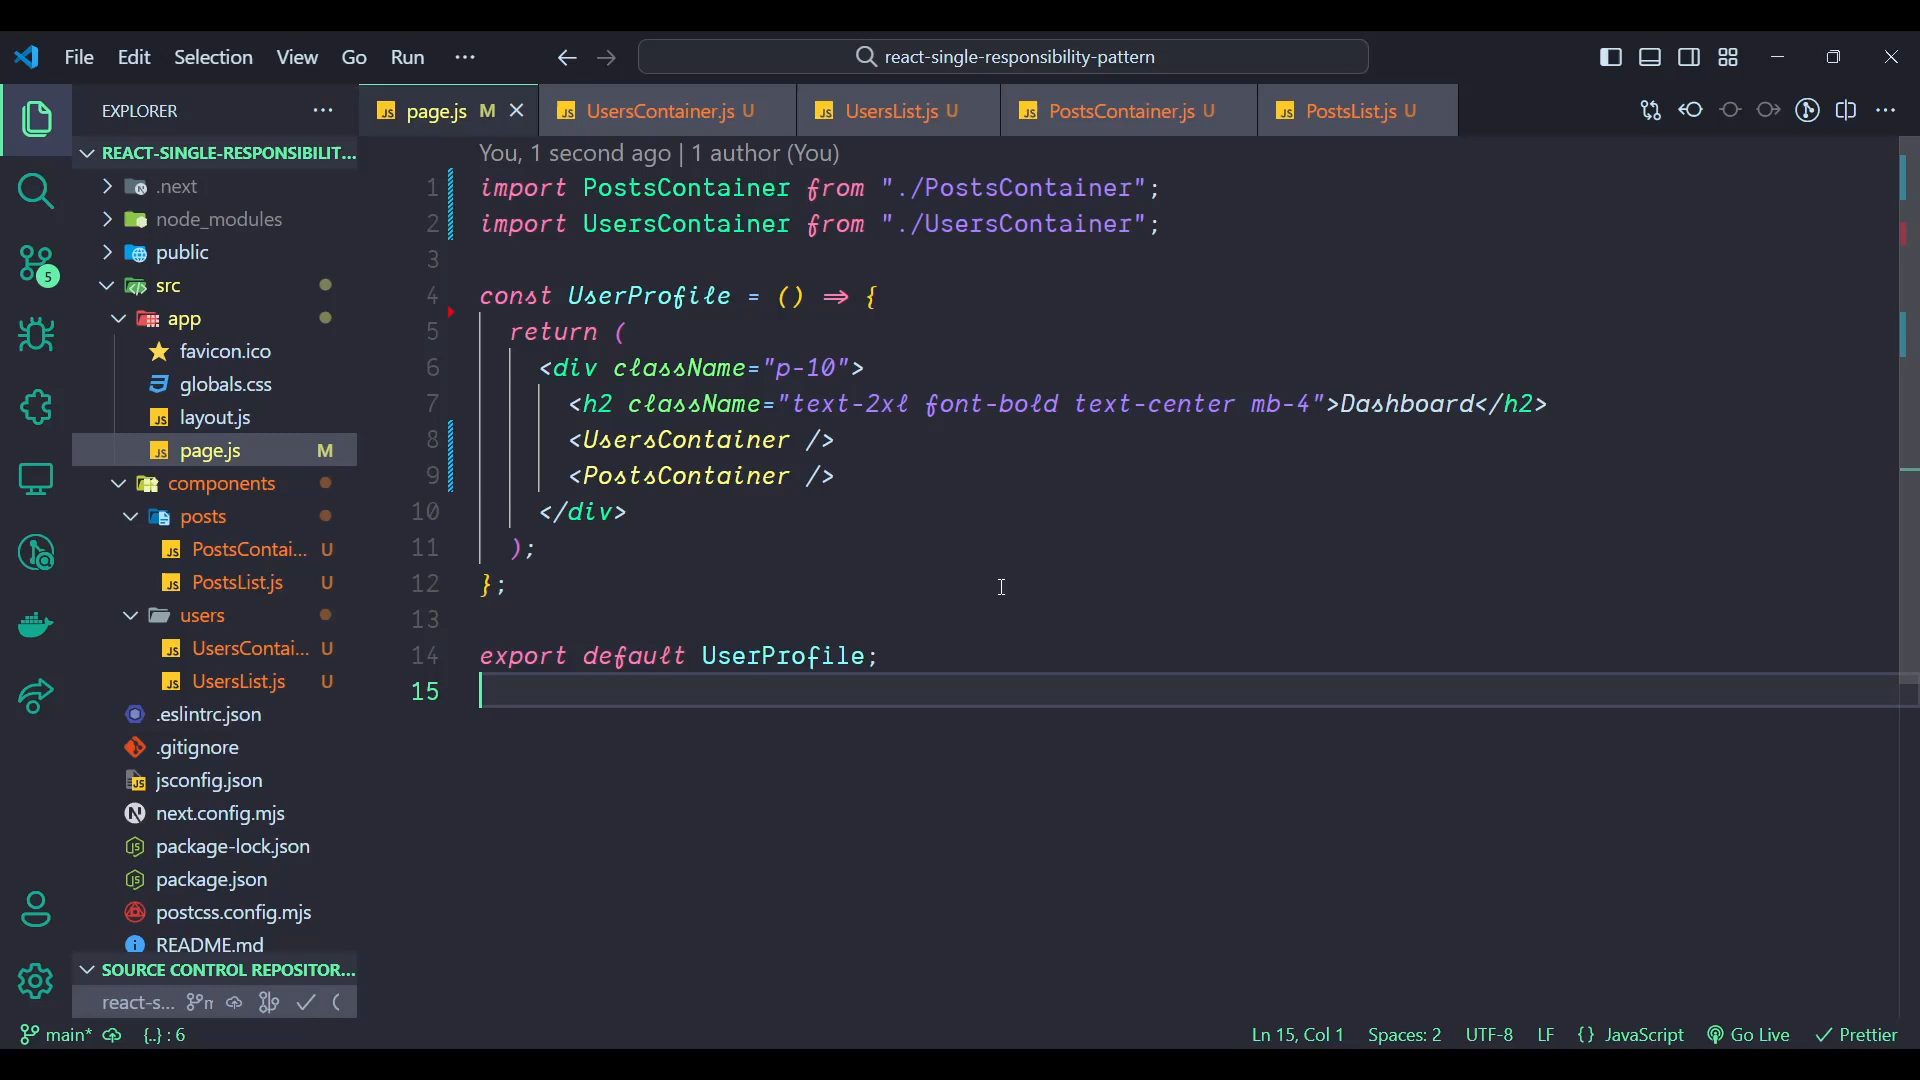 File Edit Selection View Go Run ···
react-single-responsibility-pattern
EXPLORER ···
page.js M
UsersContainer.js U
UsersList.js U
PostsContainer.js U
PostsList.js U
REACT-SINGLE-RESPONSIBILIT...
.next
node_modules
public
src
app
favicon.ico
globals.css
layout.js
page.js M
components
posts
PostsContai... U
PostsList.js U
users
UsersContai... U
UsersList.js U
.eslintrc.json
.gitignore
jsconfig.json
next.config.mjs
package-lock.json
package.json
postcss.config.mjs
README.md
SOURCE CONTROL REPOSITOR...
react-s...
5
You, 1 second ago | 1 author (You)
1 import PostsContainer from "./PostsContainer";
2 import UsersContainer from "./UsersContainer";
3
4 const UserProfile = () => {
5 return (
6 <div className="p-10">
7 <h2 className="text-2xl font-bold text-center mb-4">Dashboard</h2>
8 <UsersContainer />
9 <PostsContainer />
10 </div>
11 );
12 };
13
14 export default UserProfile;
15
main* {..} : 6
Ln 15, Col 1 Spaces: 2 UTF-8 LF {} JavaScript Go Live Prettier